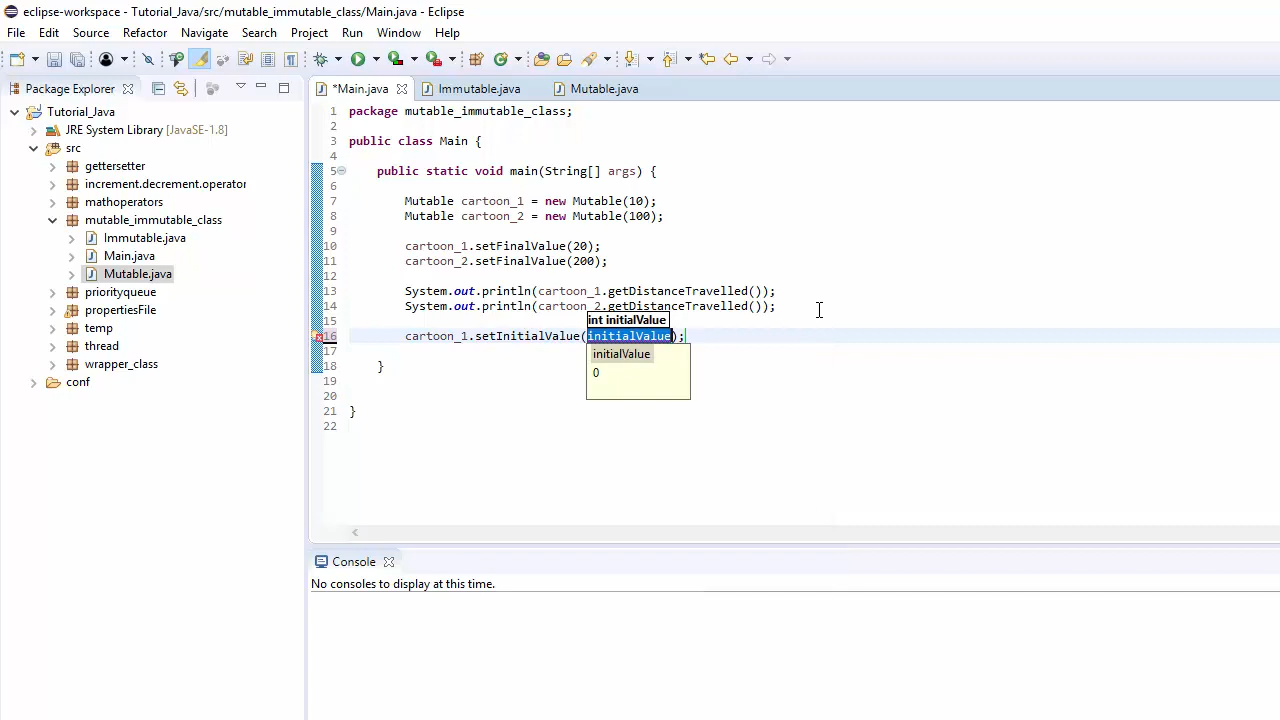 eclipse-workspace - Tutorial_Java/src/mutable_immutable_class/Main.java - Eclipse
File Edit Source Refactor Navigate Search Project Run Window Help
Package Explorer
*Main.java Immutable.java Mutable.java
Tutorial_Java
JRE System Library [JavaSE-1.8]
src
gettersetter
increment.decrement.operator
mathoperators
mutable_immutable_class
Immutable.java
Main.java
Mutable.java
priorityqueue
propertiesFile
temp
thread
wrapper_class
conf
1 package mutable_immutable_class;
2
3 public class Main {
4
5 public static void main(String[] args) {
6
7 Mutable cartoon_1 = new Mutable(10);
8 Mutable cartoon_2 = new Mutable(100);
9
10 cartoon_1.setFinalValue(20);
11 cartoon_2.setFinalValue(200);
12
13 System.out.println(cartoon_1.getDistanceTravelled());
14 System.out.println(cartoon_2.getDistanceTravelled());
15 int initialValue
16 cartoon_1.setInitialValue(initialValue);
17 initialValue
0
18 }
19
20
21 }
22
Console
No consoles to display at this time.